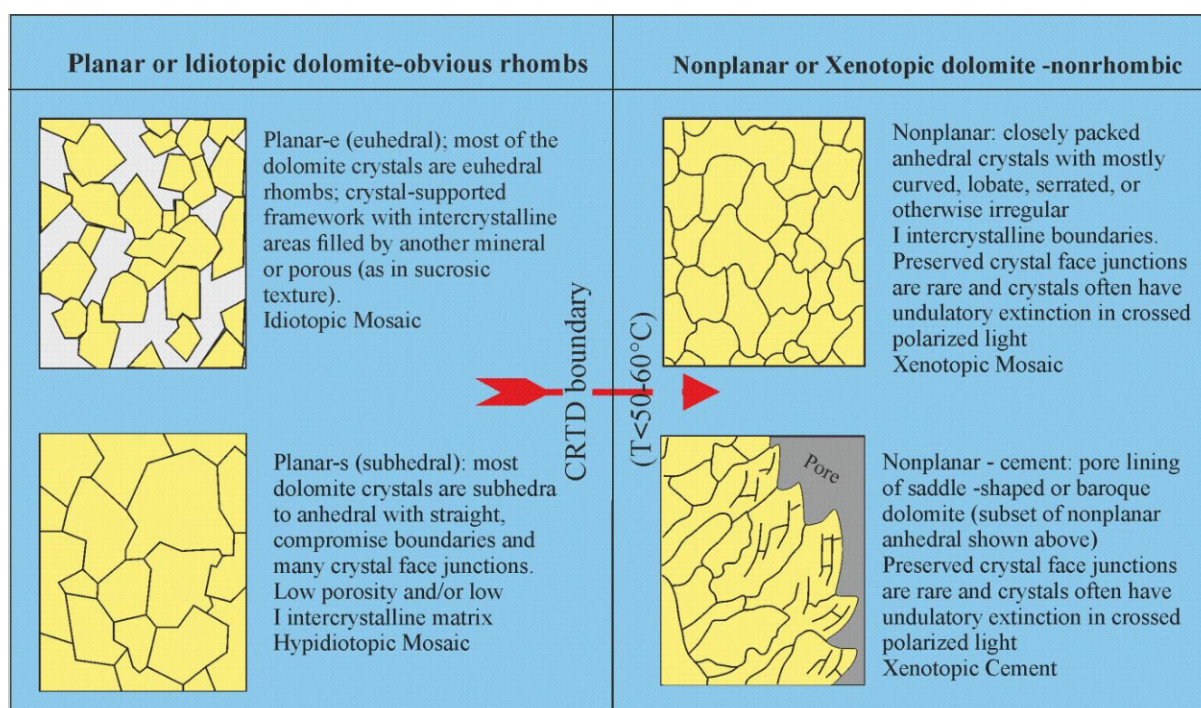 Planar or Idiotopic dolomite-obvious rhombs
Nonplanar or Xenotopic dolomite -nonrhombic
Planar-e (euhedral); most of the
dolomite crystals are euhedral
rhombs; crystal-supported
framework with intercrystalline
areas filled by another mineral
or porous (as in sucrosic
texture).
Idiotopic Mosaic
Nonplanar: closely packed
anhedral crystals with mostly
curved, lobate, serrated, or
otherwise irregular
I intercrystalline boundaries.
Preserved crystal face junctions
are rare and crystals often have
undulatory extinction in crossed
polarized light
Xenotopic Mosaic
CRTD boundary
(T<50-60°C)
Planar-s (subhedral): most
dolomite crystals are subhedra
to anhedral with straight,
compromise boundaries and
many crystal face junctions.
Low porosity and/or low
I intercrystalline matrix
Hypidiotopic Mosaic
Pore
Nonplanar - cement: pore lining
of saddle -shaped or baroque
dolomite (subset of nonplanar
anhedral shown above)
Preserved crystal face junctions
are rare and crystals often have
undulatory extinction in crossed
polarized light
Xenotopic Cement